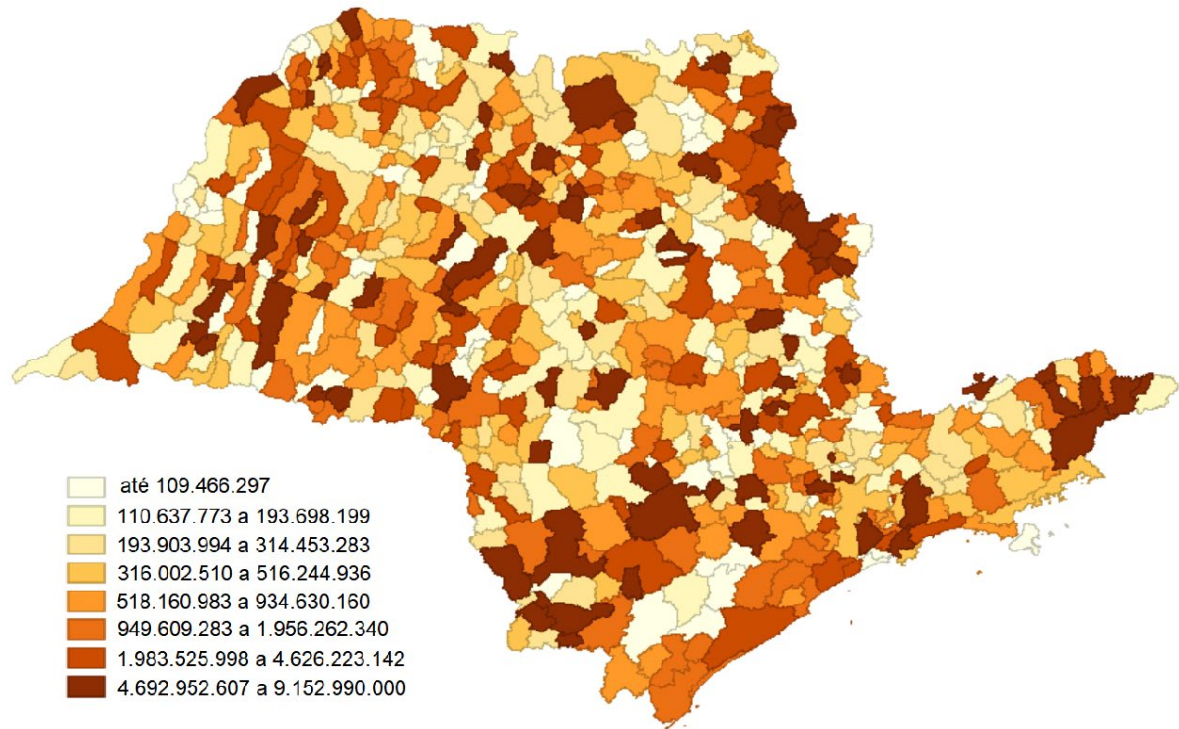 até 109.466.297
110.637.773 a 193.698.199
193.903.994 a 314.453.283
316.002.510 a 516.244.936
518.160.983 a 934.630.160
949.609.283 a 1.956.262.340
1.983.525.998 a 4.626.223.142
4.692.952.607 a 9.152.990.000